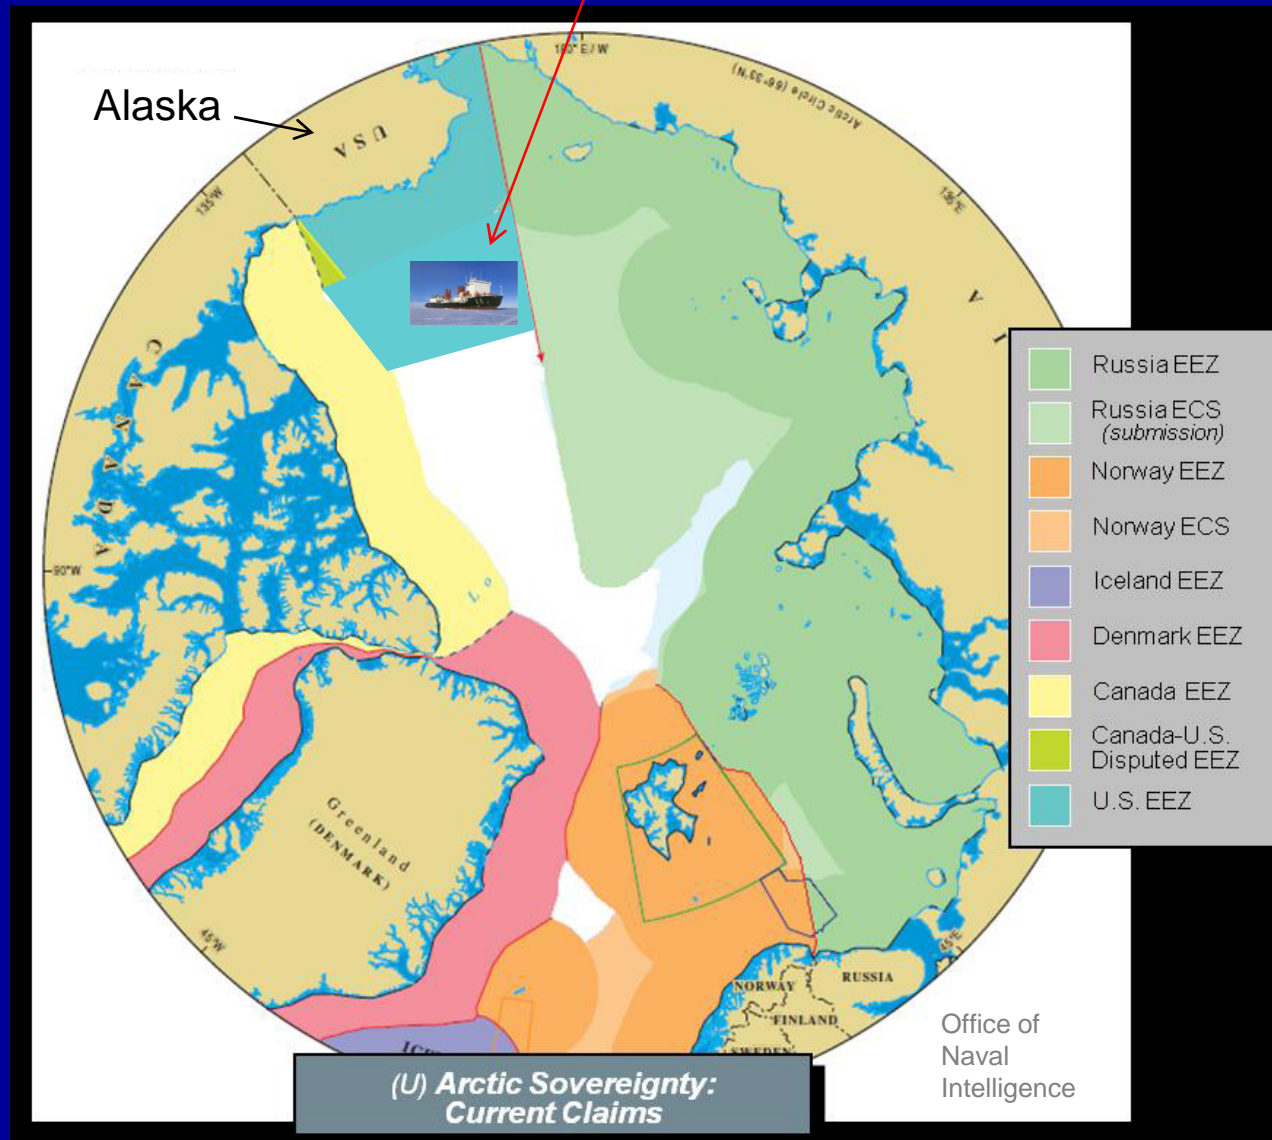 180° E / W
Arctic Circle (66°33'N)
Alaska
USA
135°W
135°E
CANADA
90°W
Russia EEZ
Russia ECS
(submission)
Norway EEZ
Norway ECS
Iceland EEZ
Denmark EEZ
Canada EEZ
Canada-U.S.
Disputed EEZ
U.S. EEZ
Greenland
(DENMARK)
45°W
45°E
NORWAY
RUSSIA
FINLAND
SWEDEN
Office of
Naval
Intelligence
(U) Arctic Sovereignty:
Current Claims